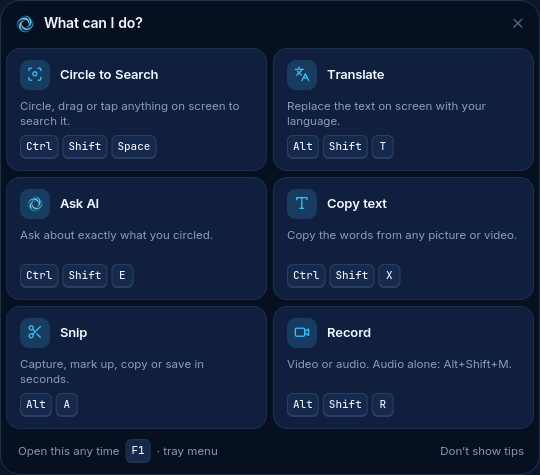 What can I do?
Circle to Search
Circle, drag or tap anything on screen to
search it.
Ctrl Shift Space
Translate
Replace the text on screen with your
language.
Alt Shift T
Ask AI
Ask about exactly what you circled.
Ctrl Shift E
Copy text
Copy the words from any picture or video.
Ctrl Shift X
Snip
Capture, mark up, copy or save in
seconds.
Alt A
Record
Video or audio. Audio alone: Alt+Shift+M.
Alt Shift R
Open this any time F1 · tray menu
Don't show tips